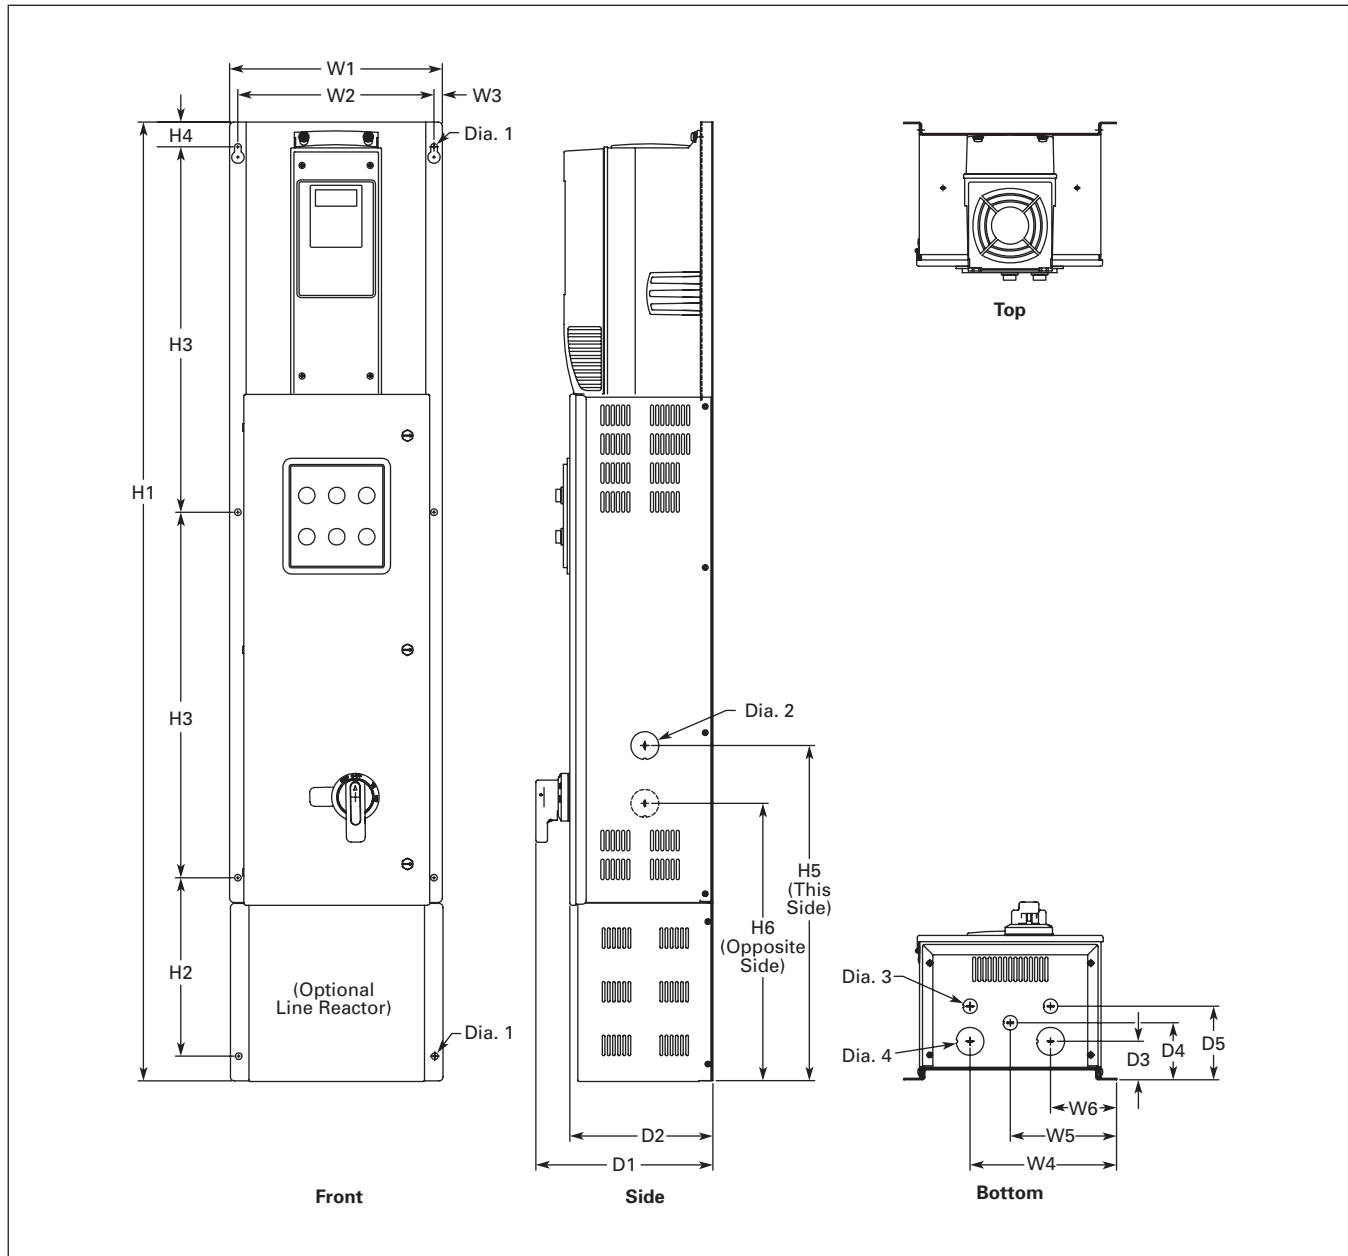 W1
W2
W3
H4
Dia. 1
H3
H1
H3
H2
(Optional
Line Reactor)
Dia. 1
Front
Dia. 2
H5
(This
Side)
H6
(Opposite
Side)
D2
D1
Side
Top
Dia. 3
Dia. 4
D3
D4
D5
W6
W5
W4
Bottom